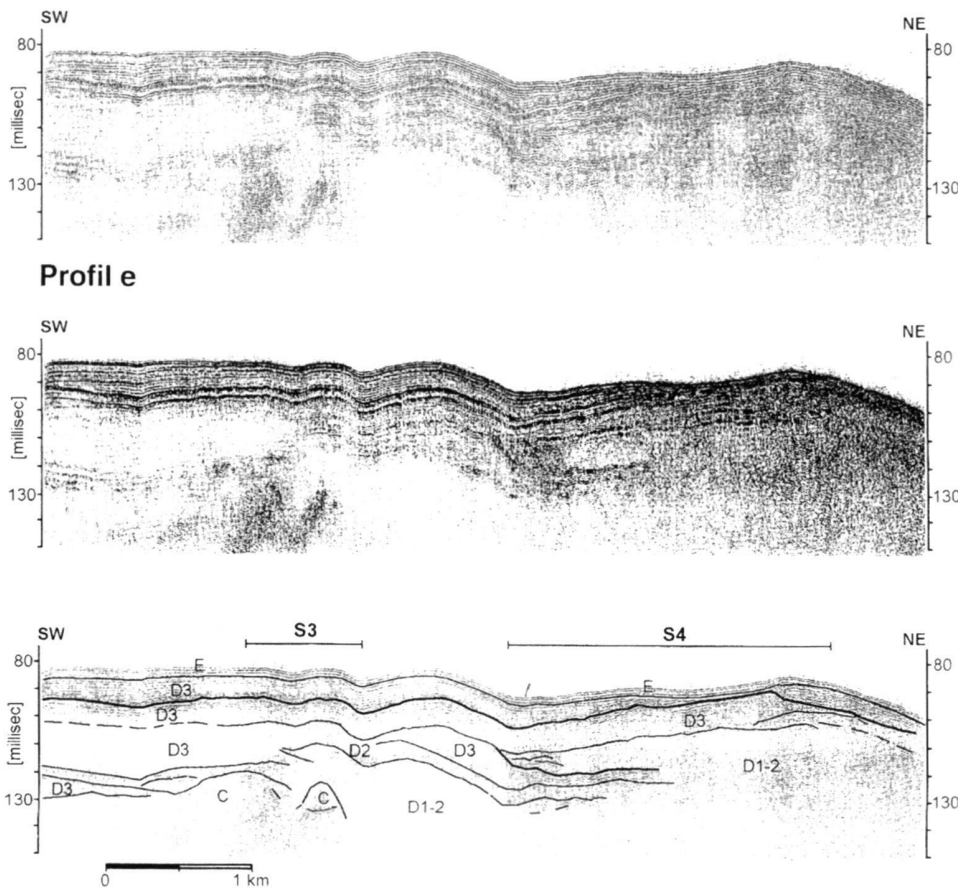 SW
NE
80
80
[millisec]
130
130
Profil e
SW
NE
80
80
[millisec]
130
130
SW
S3
S4
NE
80
80
E
E
D3
D3
D3
D3
D2
D3
D1-2
[millisec]
D3
C
C
D1-2
130
130
0
1 km